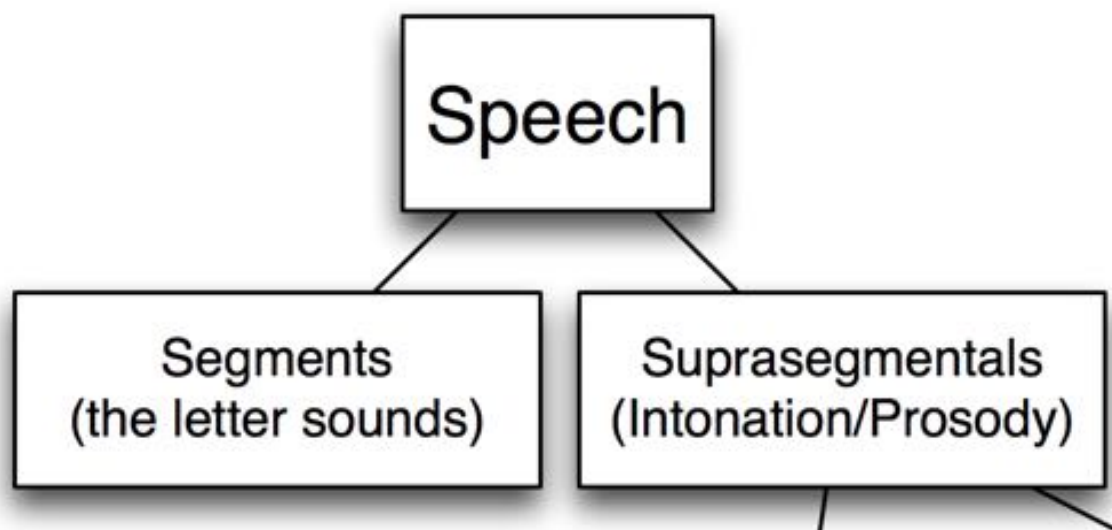 Speech
Segments
(the letter sounds)
Suprasegmentals
(Intonation/Prosody)